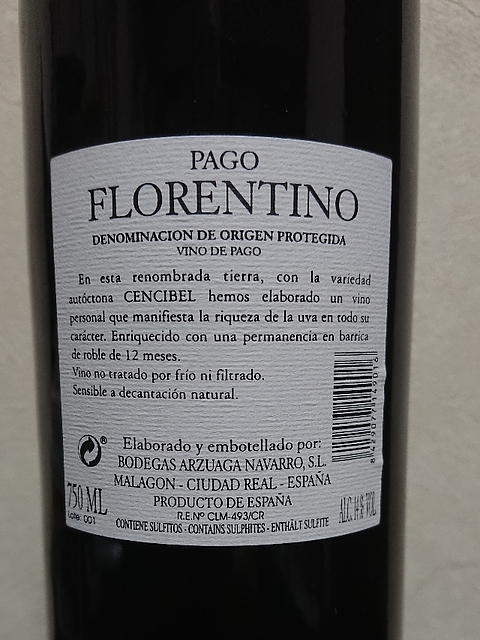 PAGO
FLORENTINO
DENOMINACION DE ORIGEN PROTEGIDA
VINO DE PAGO
En esta renombrada tierra, con la variedad
autóctona CENCIBEL hemos elaborado un vino
personal que manifiesta la riqueza de la uva en todo su
carácter. Enriquecido con una permanencia en barrica
de roble de 12 meses.
Vino no tratado por frío ni filtrado.
Sensible a decantación natural.
Elaborado y embotellado por:
BODEGAS ARZUAGA NAVARRO, S.L.
MALAGON - CIUDAD REAL - ESPAÑA
PRODUCTO DE ESPAÑA
R.E.Nº CLM-493/CR
CONTIENE SULFITOS - CONTAINS SULPHITES - ENTHÄLT SULFITE
750 ML
Lote: 001
ALC. 14% VOL.